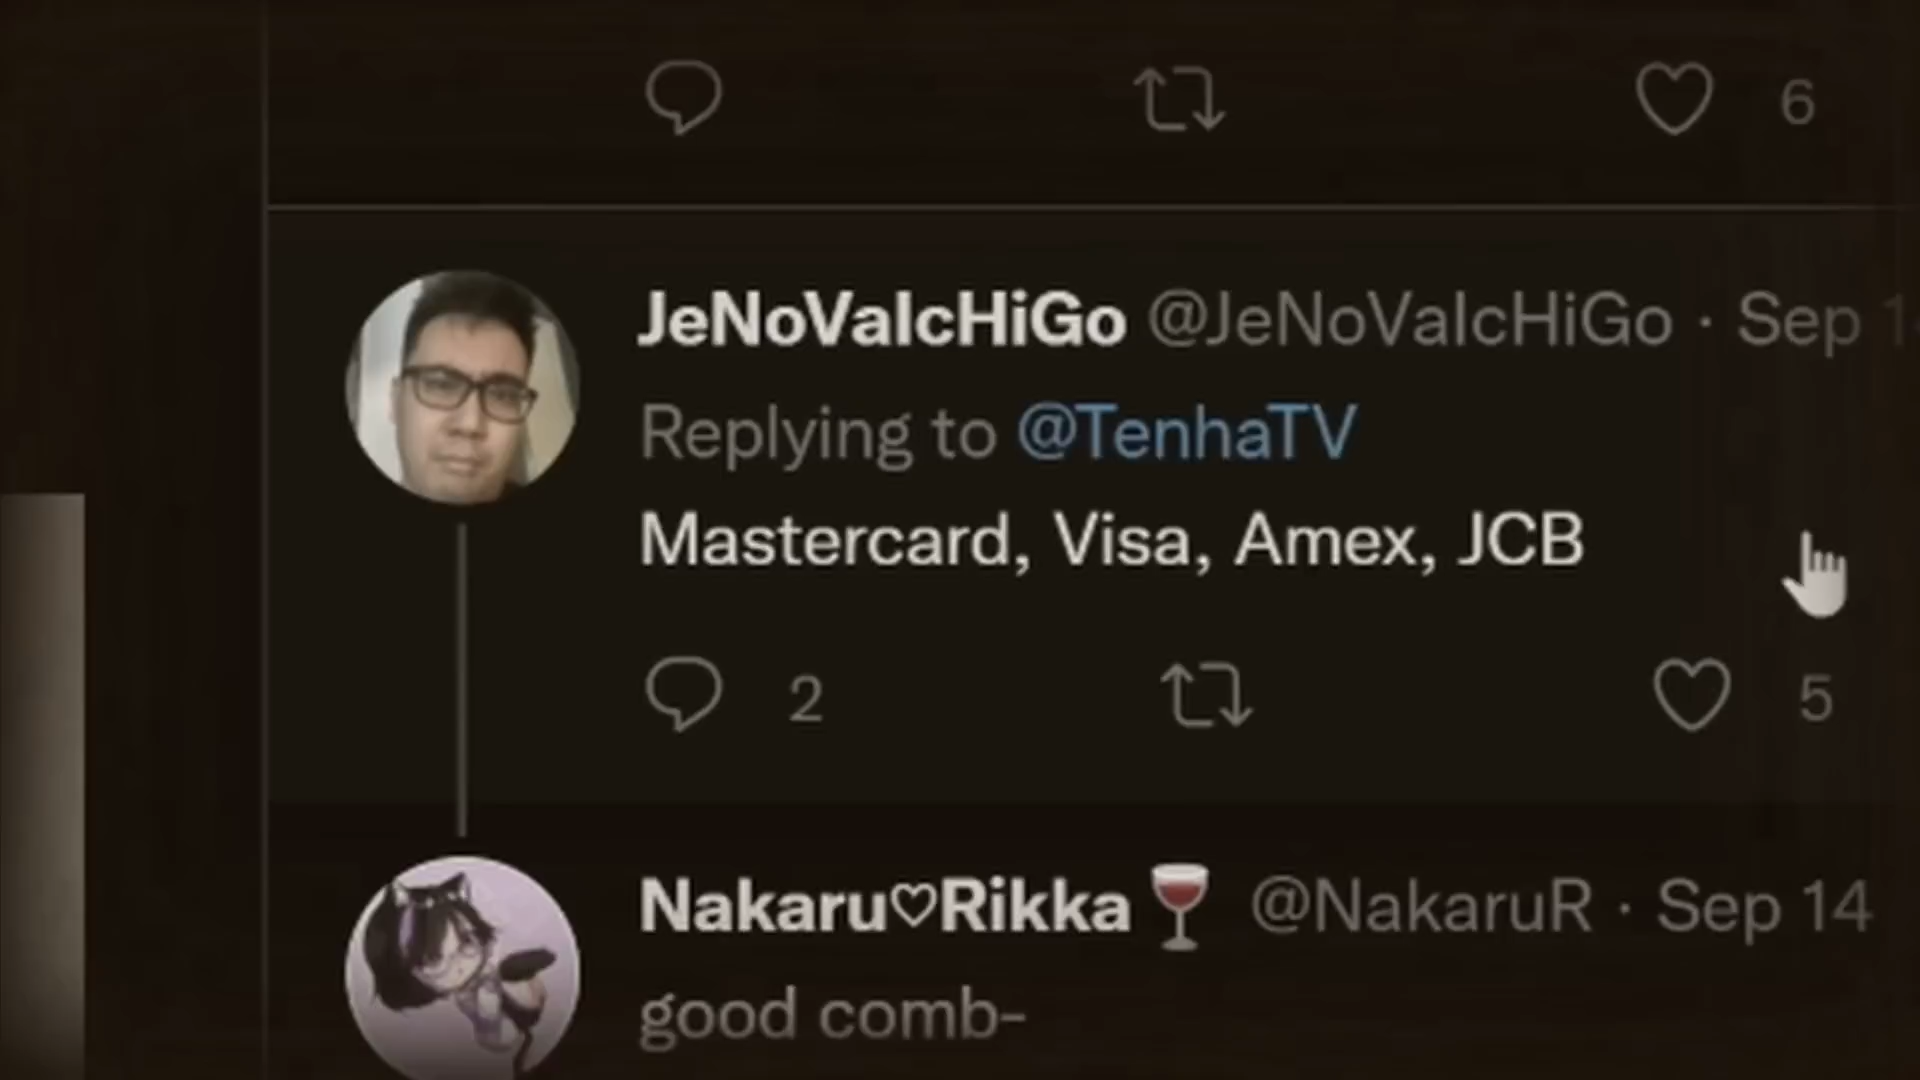 6
JeNoValcHiGo @JeNoValcHiGo · Sep
Replying to @TenhaTV
Mastercard, Visa, Amex, JCB
2 5
Nakaru♡Rikka🍷 @NakaruR · Sep 14
good comb-